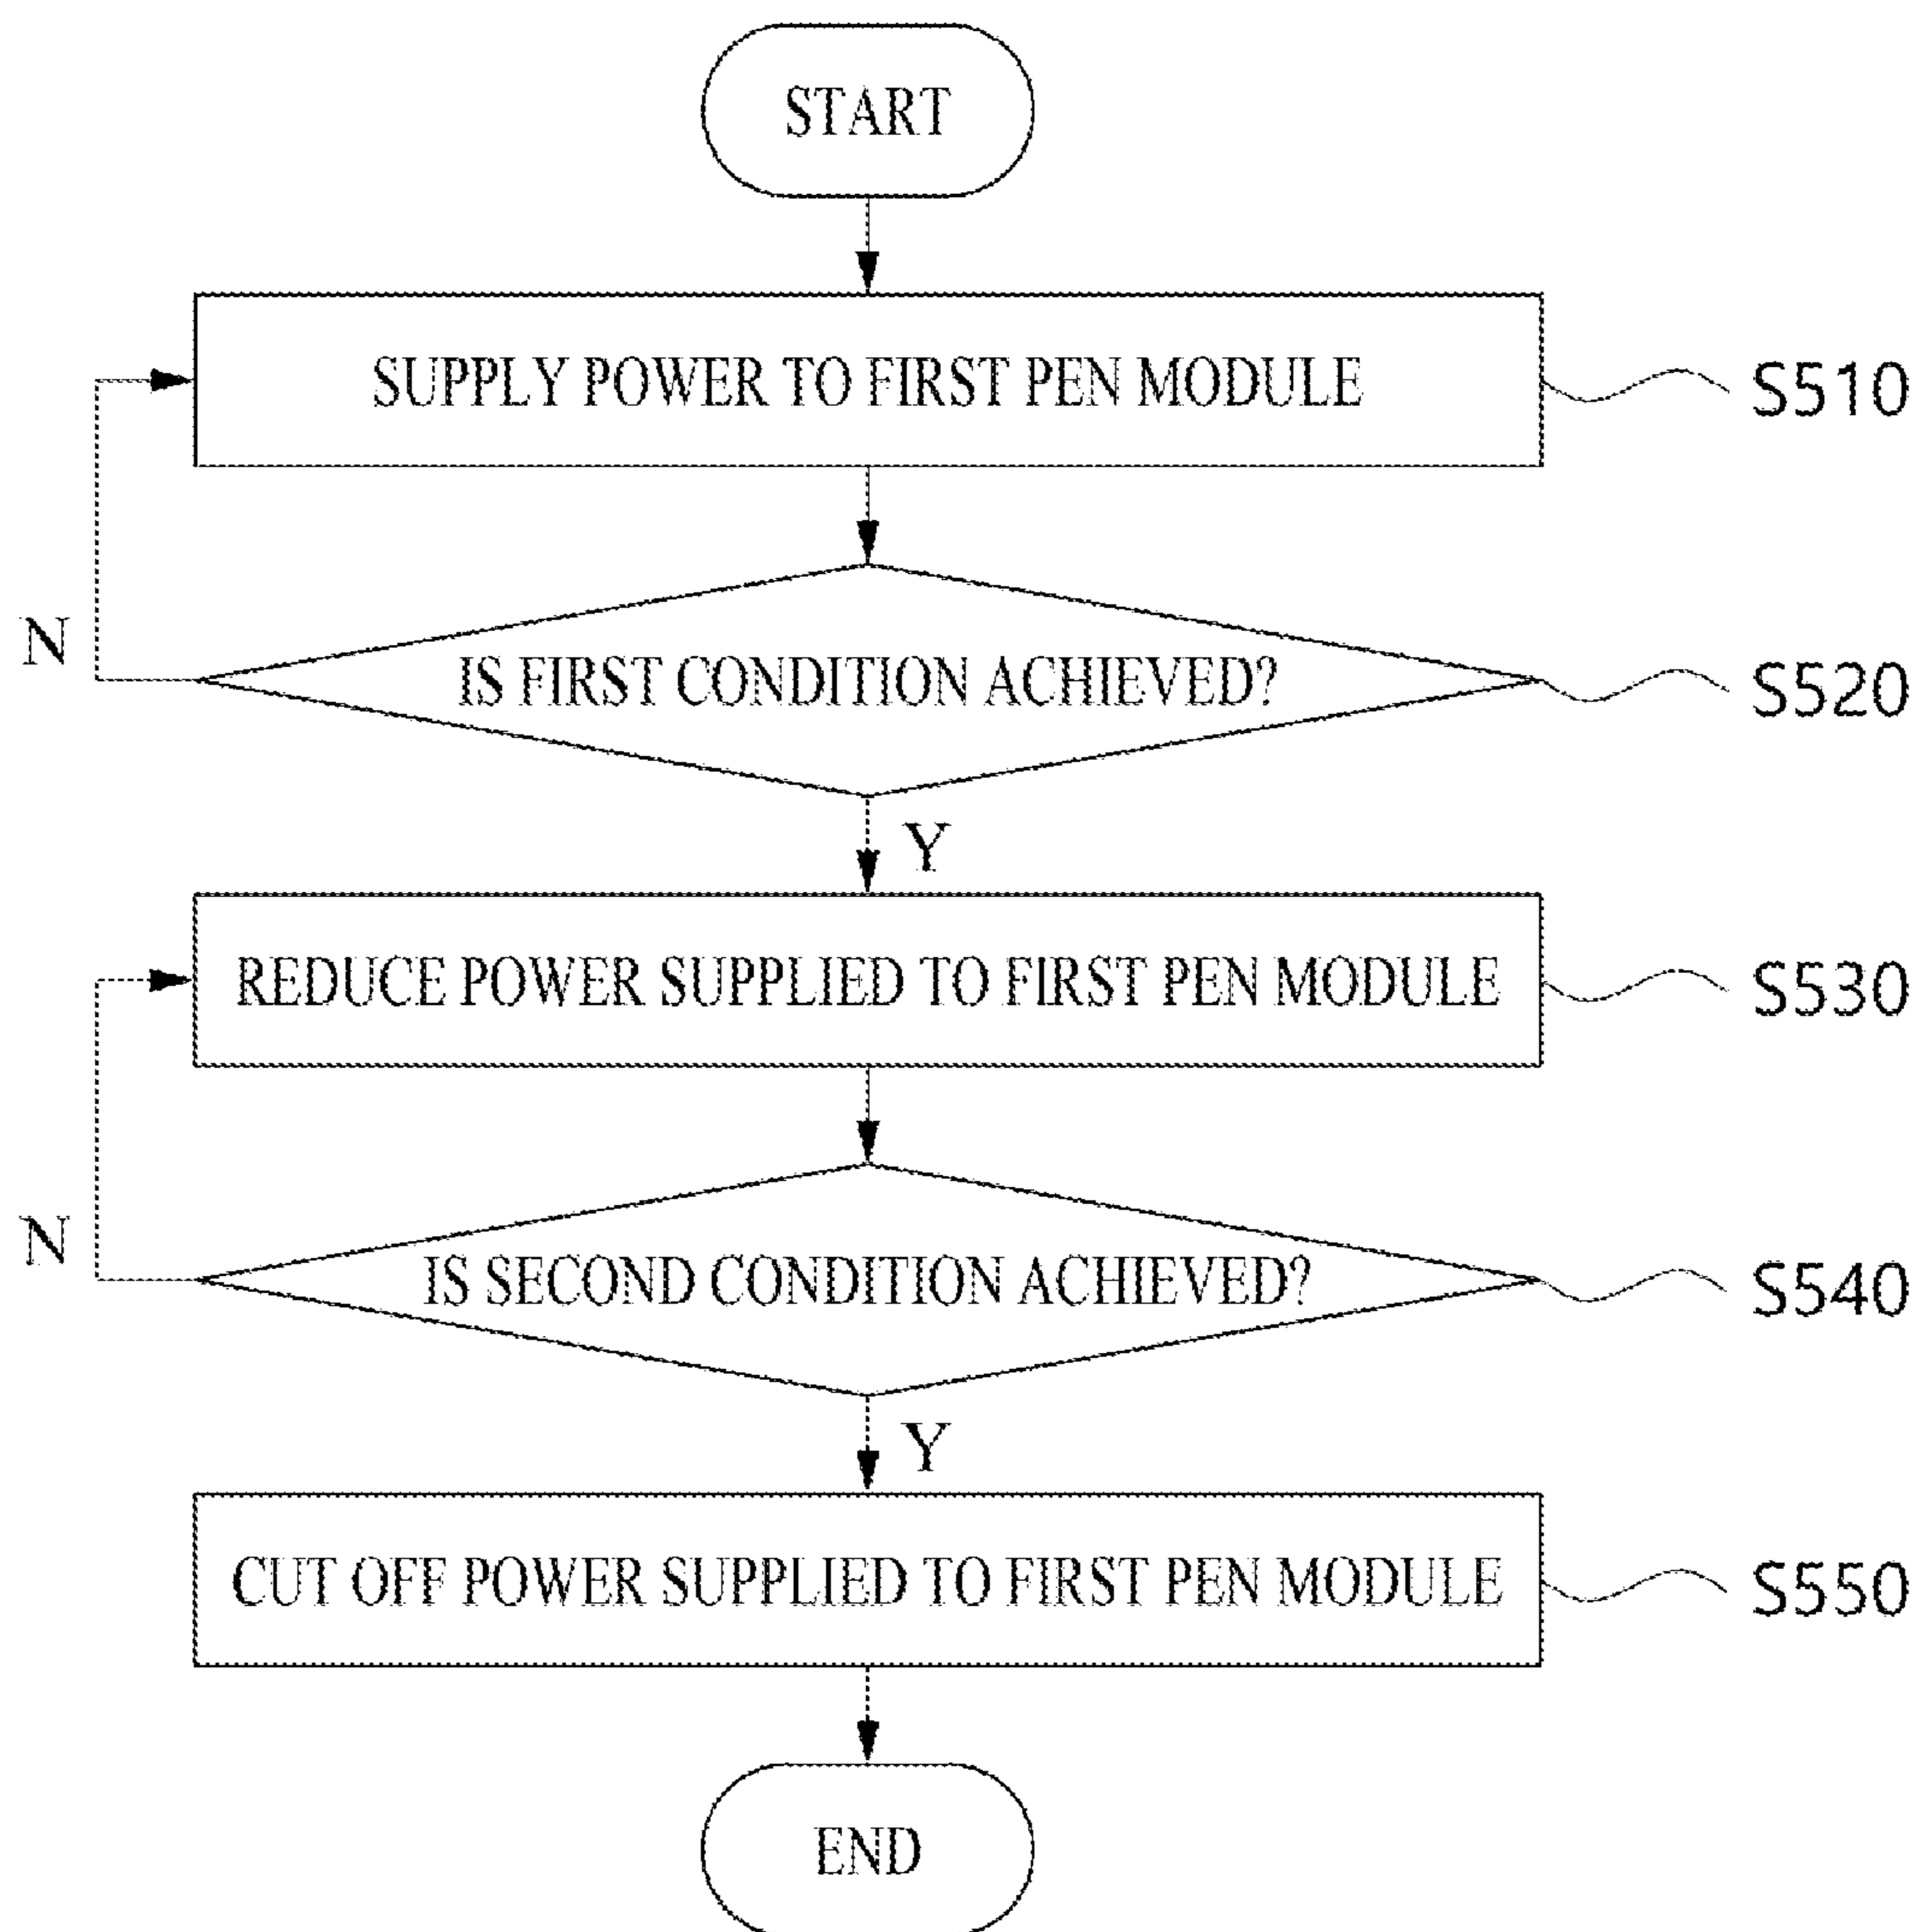 START
SUPPLY POWER TO FIRST PEN MODULE
S510
IS FIRST CONDITION ACHIEVED?
S520
N
Y
REDUCE POWER SUPPLIED TO FIRST PEN MODULE
S530
IS SECOND CONDITION ACHIEVED?
S540
N
Y
CUT OFF POWER SUPPLIED TO FIRST PEN MODULE
S550
END